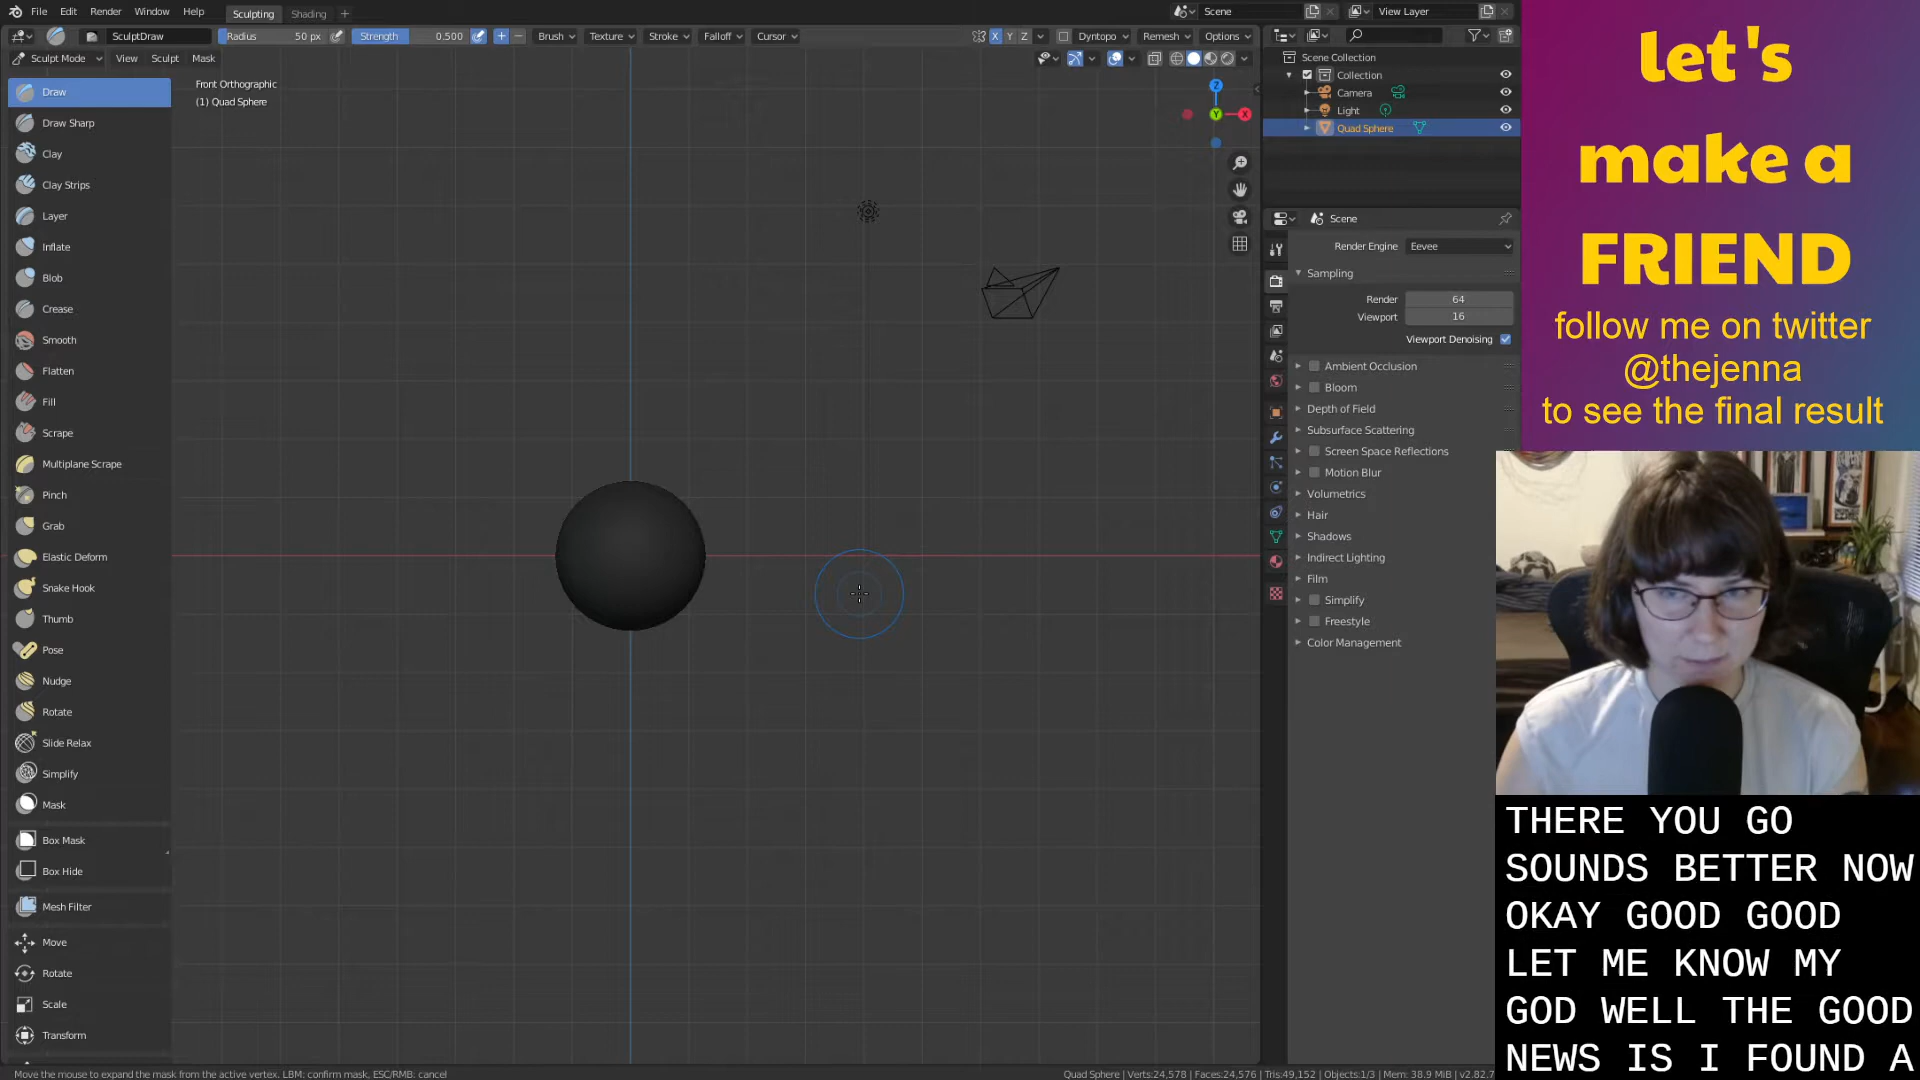 File Edit Render Window Help Sculpting Shading + Scene View Layer
SculptDraw Radius 50 px Strength 0.500 + − Brush Texture Stroke Falloff Cursor X Y Z Dyntopo Remesh Options
Sculpt Mode View Sculpt Mask
Front Orthographic
(1) Quad Sphere
Z
Y
X
Draw
Draw Sharp
Clay
Clay Strips
Layer
Inflate
Blob
Crease
Smooth
Flatten
Fill
Scrape
Multiplane Scrape
Pinch
Grab
Elastic Deform
Snake Hook
Thumb
Pose
Nudge
Rotate
Slide Relax
Simplify
Mask
Box Mask
Box Hide
Mesh Filter
Move
Rotate
Scale
Transform
Scene Collection
Collection
Camera
Light
Quad Sphere
Scene
Render Engine Eevee
Sampling
Render 64
Viewport 16
Viewport Denoising
Ambient Occlusion
Bloom
Depth of Field
Subsurface Scattering
Screen Space Reflections
Motion Blur
Volumetrics
Hair
Shadows
Indirect Lighting
Film
Simplify
Freestyle
Color Management
Move the mouse to expand the mask from the active vertex. LBM: confirm mask, ESC/RMB: cancel
Quad Sphere | Verts:24,578 | Faces:24,576 | Tris:49,152 | Objects:1/3 | Mem: 38.9 MiB | v2.82.7
let's
make a
FRIEND
follow me on twitter
@thejenna
to see the final result
THERE YOU GO
SOUNDS BETTER NOW
OKAY GOOD GOOD
LET ME KNOW MY
GOD WELL THE GOOD
NEWS IS I FOUND A